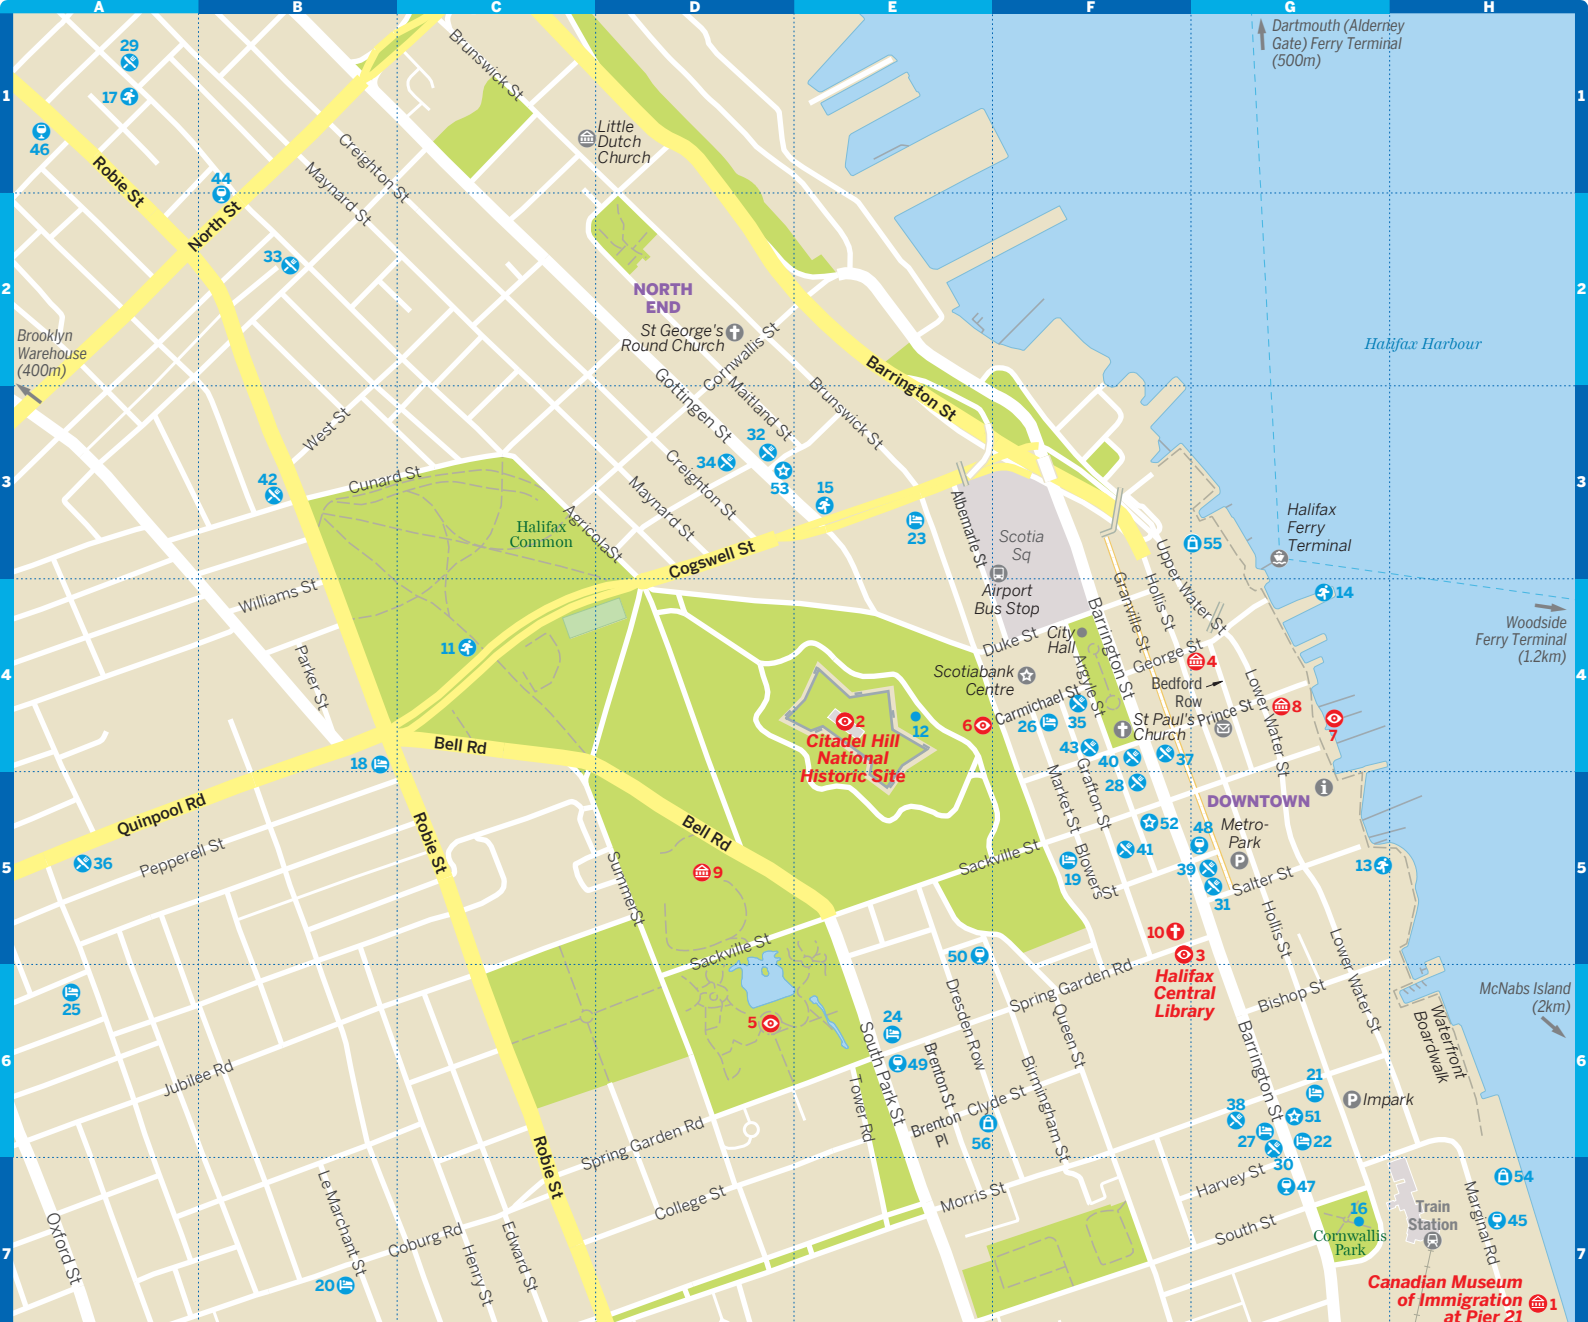 A
B
C
D
E
F
G
H
1
1
2
2
3
3
4
4
5
5
6
6
7
7
Dartmouth (Alderney
Gate) Ferry Terminal
(500m)
29
17
46
44
33
Robie St
North St
Brunswick St
Creighton St
Maynard St
Little
Dutch
Church
NORTH
END
St George's
Round Church
Cornwallis St
Halifax Harbour
Brooklyn
Warehouse
(400m)
Barrington St
Gottingen St
Maitland St
Brunswick St
West St
42
Cunard St
32
34
53
15
23
Creighton St
Maynard St
Agricola St
Halifax
Common
Cogswell St
Albemarle St
Scotia
Sq
Airport
Bus Stop
Upper Water St
55
Halifax
Ferry
Terminal
14
Woodside
Ferry Terminal
(1.2km)
Williams St
Parker St
11
Granville St
Hollis St
Barrington St
Duke St
City
Hall
Argyle St
George St
4
Bedford
Row
Scotiabank
Centre
Carmichael St
Lower Water St
8
7
Prince St
St Paul's
Church
2
Citadel Hill
National
Historic Site
12
6
26
35
43
40
37
28
Bell Rd
18
Quinpool Rd
Robie St
Bell Rd
Market St
Grafton St
DOWNTOWN
Metro-
Park
52
48
41
39
31
19
Blowers St
Salter St
13
36
Pepperell St
Summer St
9
Sackville St
Sackville St
10
3
Halifax
Central
Library
Hollis St
Lower Water St
50
Spring Garden Rd
Bishop St
McNabs Island
(2km)
25
5
24
49
Dresden Row
Queen St
Waterfront
Boardwalk
South Park St
Tower Rd
Brenton St
Brenton
Pl
Clyde St
56
Birmingham St
Barrington St
21
Impark
38
51
27
22
30
Jubilee Rd
Spring Garden Rd
Robie St
College St
Morris St
Harvey St
47
South St
16
Cornwallis
Park
Train
Station
54
45
Marginal Rd
Oxford St
Le Marchant St
Coburg Rd
Henry St
Edward St
20
Canadian Museum
of Immigration
at Pier 21
1